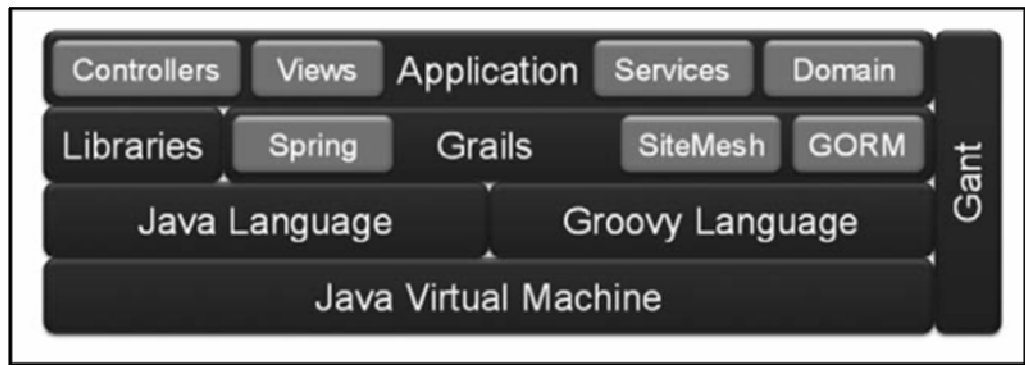 Controllers Views Application Services Domain
Libraries Spring Grails SiteMesh GORM
Java Language Groovy Language
Java Virtual Machine
Gant